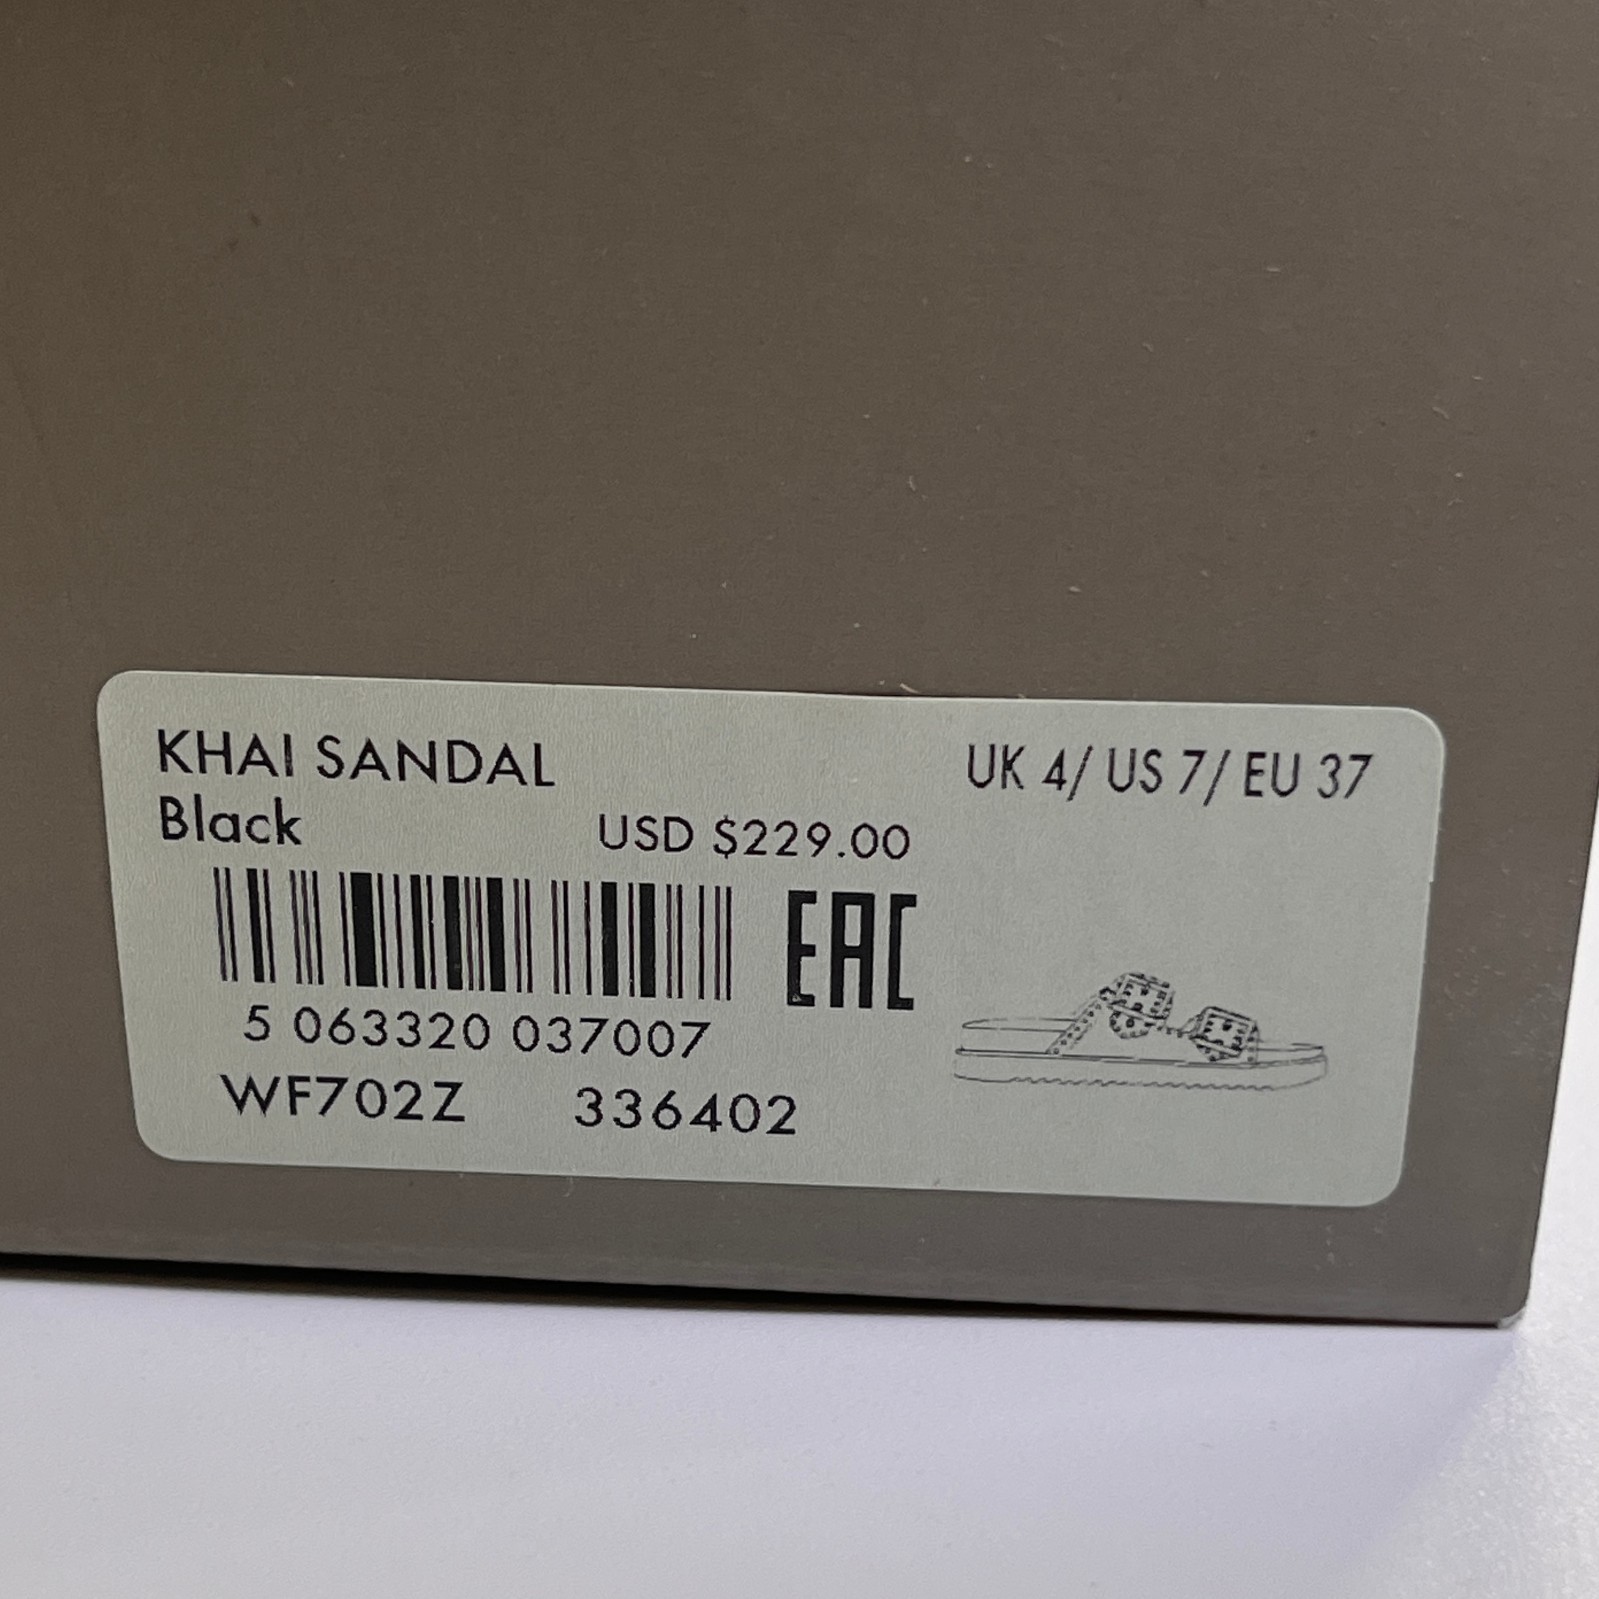 KHAI SANDAL
UK 4/ US 7/ EU 37
Black
USD $229.00
EAC
5 063320 037007
WF702Z 336402